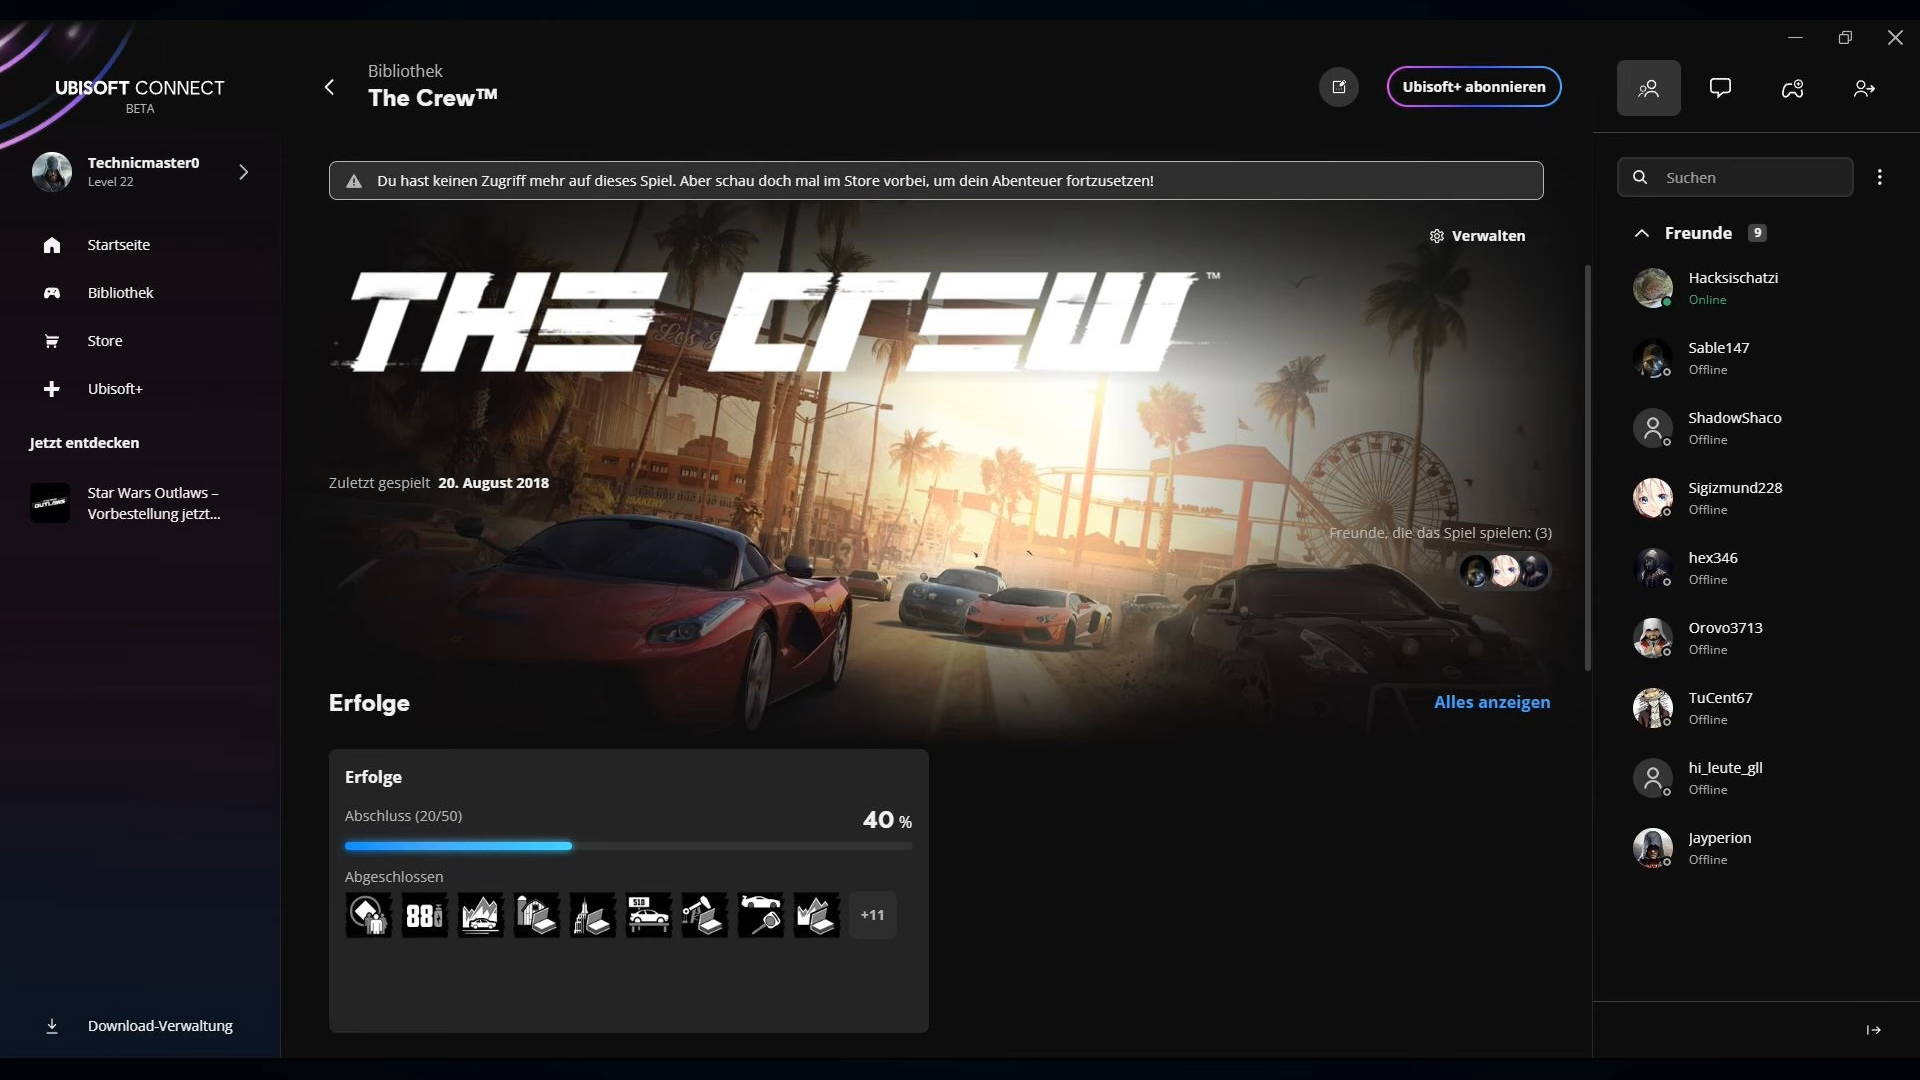 UBISOFT CONNECT
BETA
Technicmaster0
Level 22
Startseite
Bibliothek
Store
Ubisoft+
Jetzt entdecken
OUTLAWS
Star Wars Outlaws –
Vorbestellung jetzt...
Download-Verwaltung
Bibliothek
The Crew™
Ubisoft+ abonnieren
Du hast keinen Zugriff mehr auf dieses Spiel. Aber schau doch mal im Store vorbei, um dein Abenteuer fortzusetzen!
Verwalten
THE CREW™
Zuletzt gespielt 20. August 2018
BAKERY
Freunde, die das Spiel spielen: (3)
Erfolge
Alles anzeigen
Erfolge
Abschluss (20/50)
40 %
Abgeschlossen
88
510
+11
Suchen
Freunde 9
Hacksischatzi
Online
Sable147
Offline
ShadowShaco
Offline
Sigizmund228
Offline
hex346
Offline
Orovo3713
Offline
TuCent67
Offline
hi_leute_gll
Offline
Jayperion
Offline